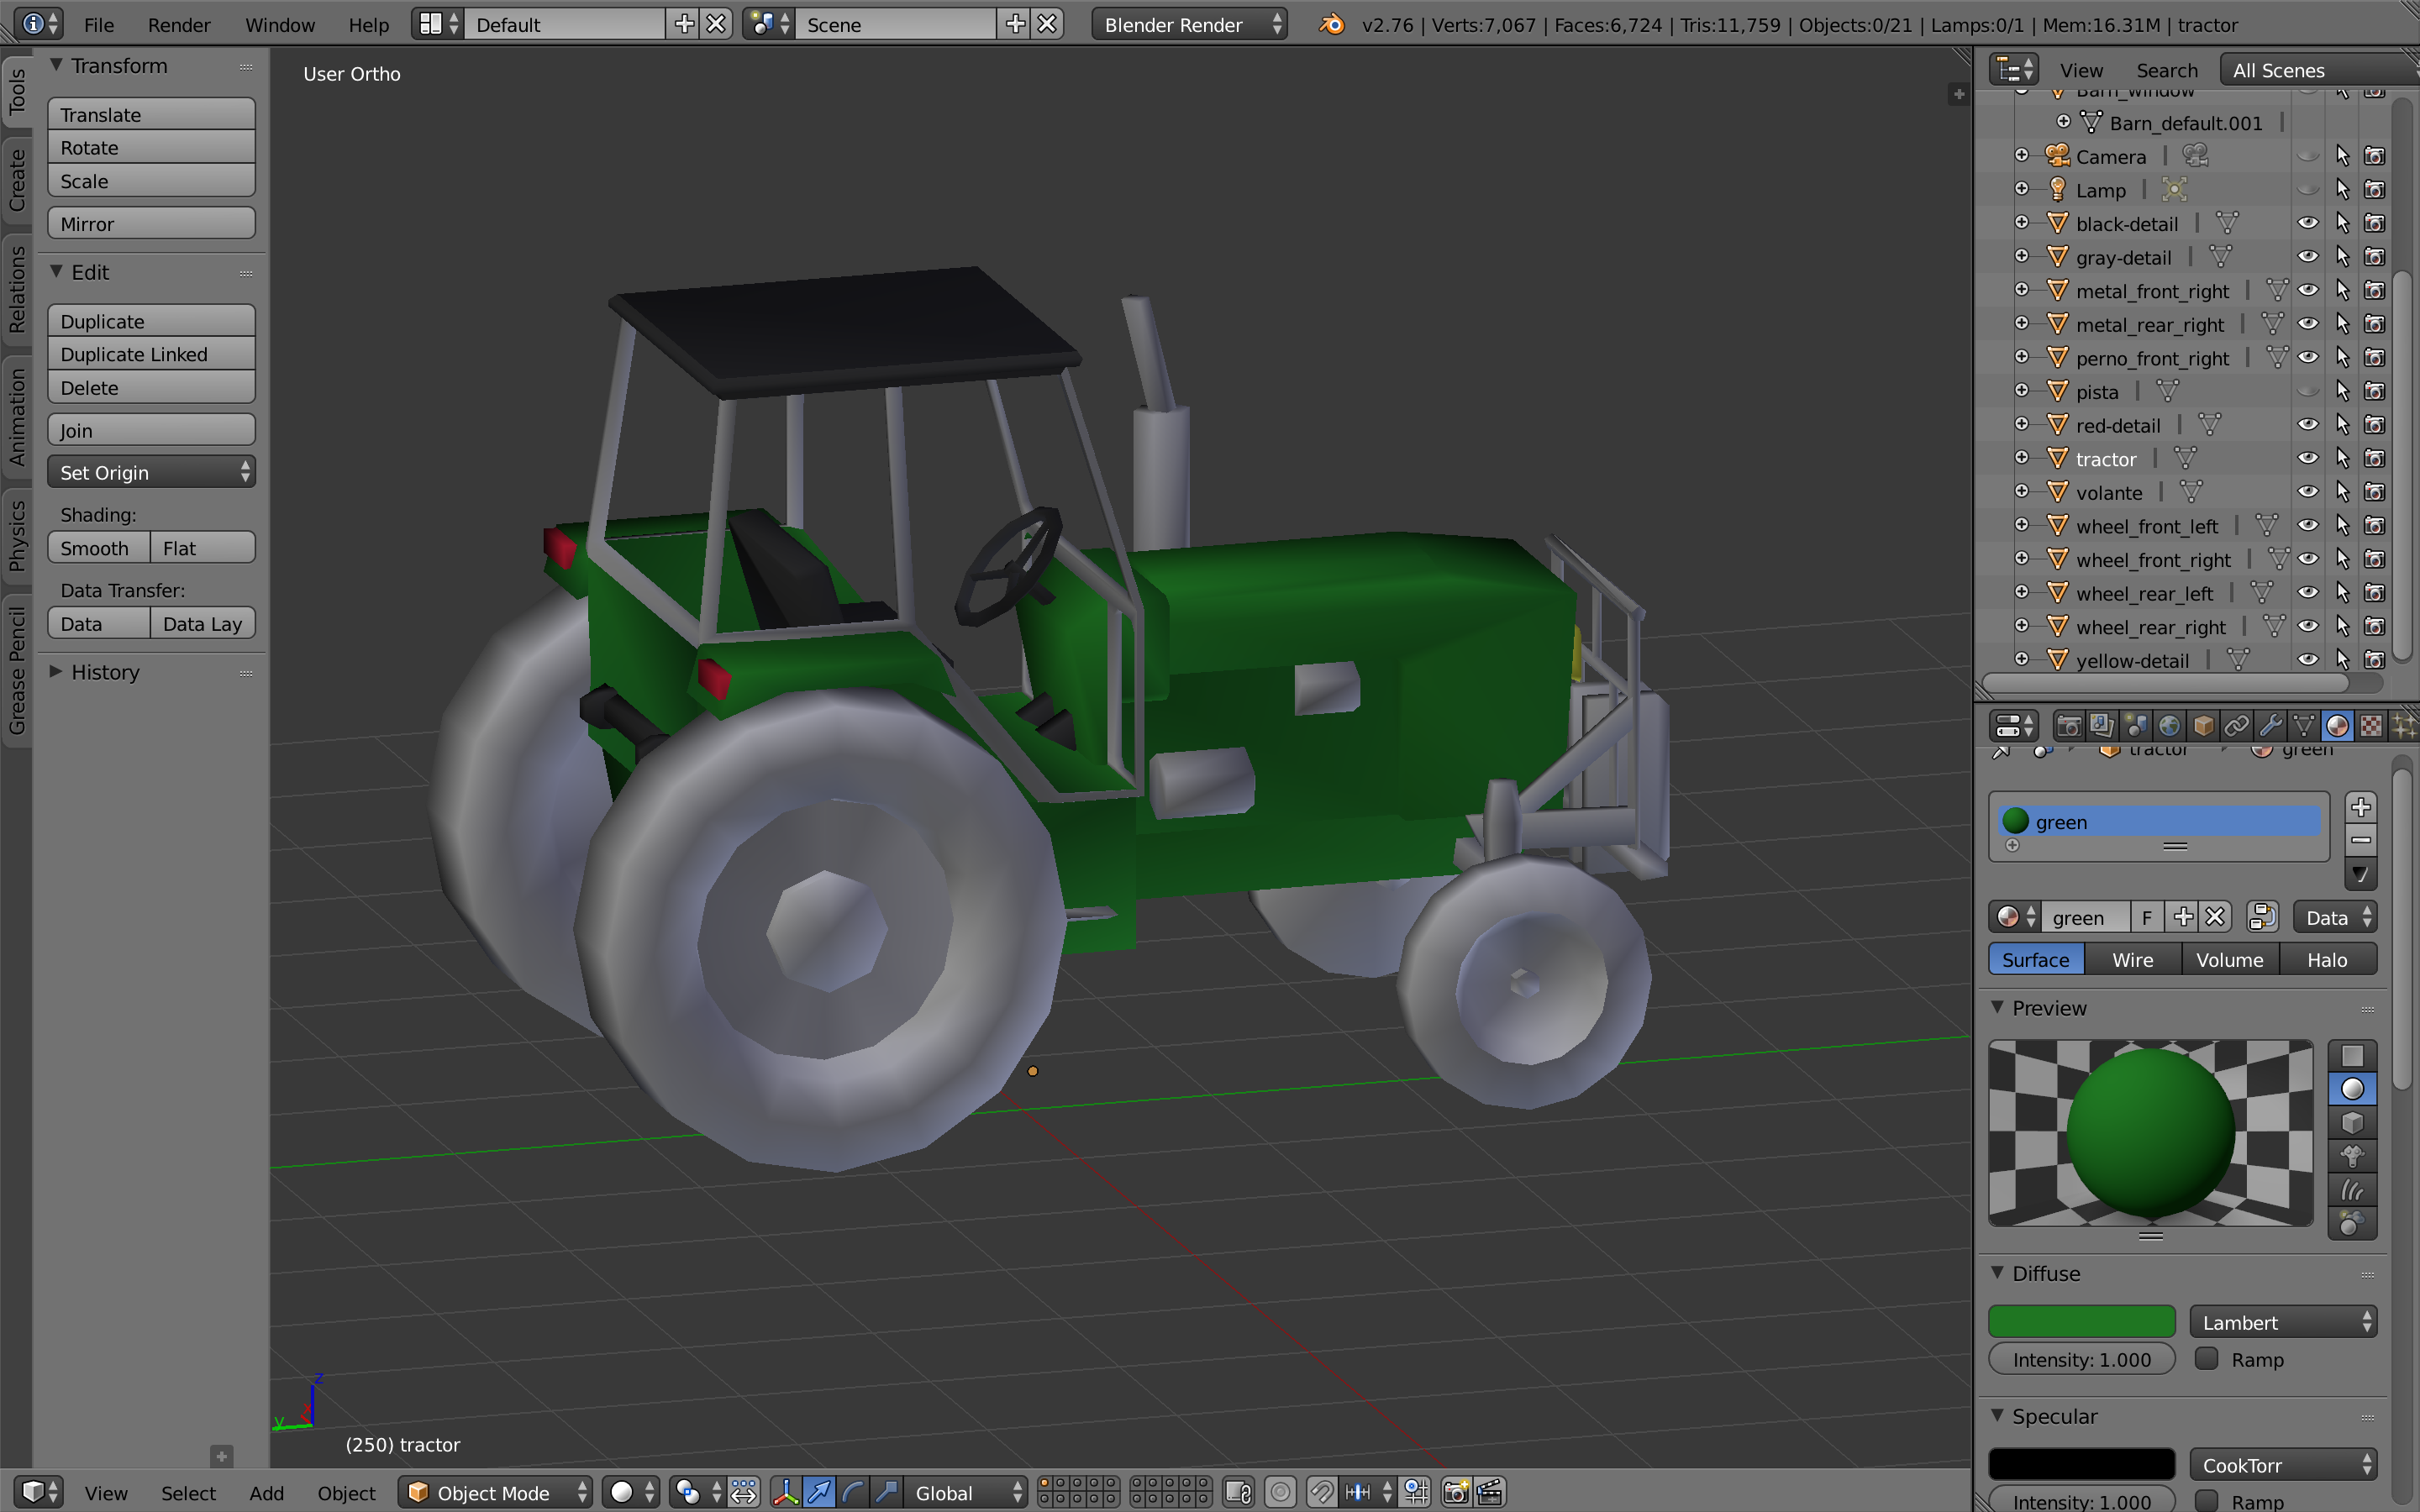 File Render Window Help Default Scene Blender Render v2.76 | Verts:7,067 | Faces:6,724 | Tris:11,759 | Objects:0/21 | Lamps:0/1 | Mem:16.31M | tractor
Tools
Create
Relations
Animation
Physics
Grease Pencil
Transform
Translate
Rotate
Scale
Mirror
Edit
Duplicate
Duplicate Linked
Delete
Join
Set Origin
Shading:
Smooth Flat
Data Transfer:
Data Data Lay
History
User Ortho
z
x
y
(250) tractor
View Select Add Object Object Mode Global
View Search All Scenes
Barn_window
Barn_default.001
Camera
Lamp
black-detail
gray-detail
metal_front_right
metal_rear_right
perno_front_right
pista
red-detail
tractor
volante
wheel_front_left
wheel_front_right
wheel_rear_left
wheel_rear_right
yellow-detail
tractor green
green
green F Data
Surface Wire Volume Halo
Preview
Diffuse
Lambert
Intensity: 1.000 Ramp
Specular
CookTorr
Intensity: 1.000 Ramp